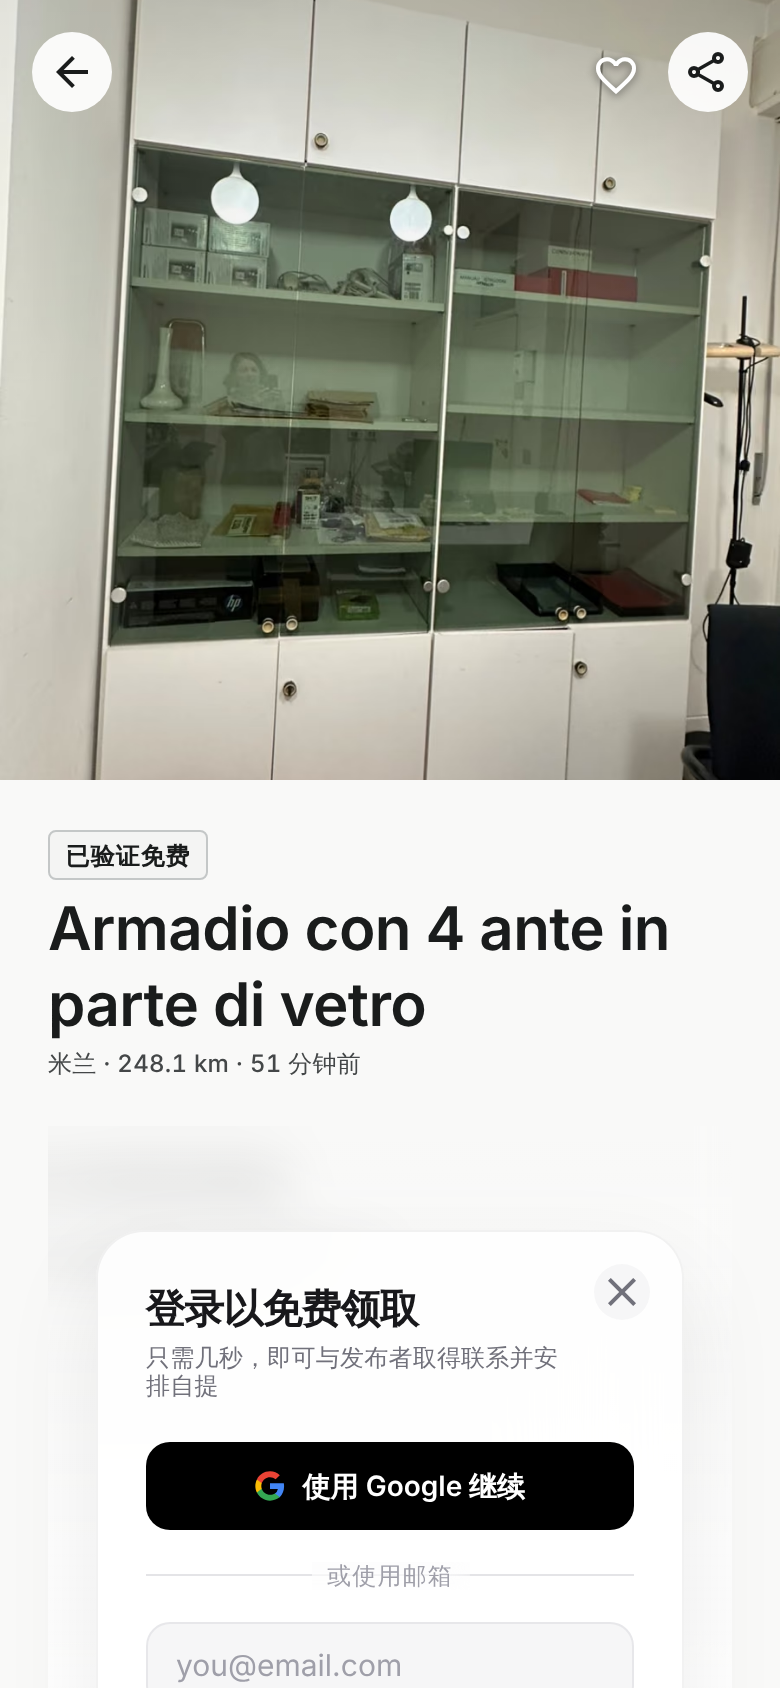 hp
已验证免费
Armadio con 4 ante in
parte di vetro
米兰 · 248.1 km · 51 分钟前
登录以免费领取
只需几秒，即可与发布者取得联系并安
排自提
使用 Google 继续
或使用邮箱
you@email.com